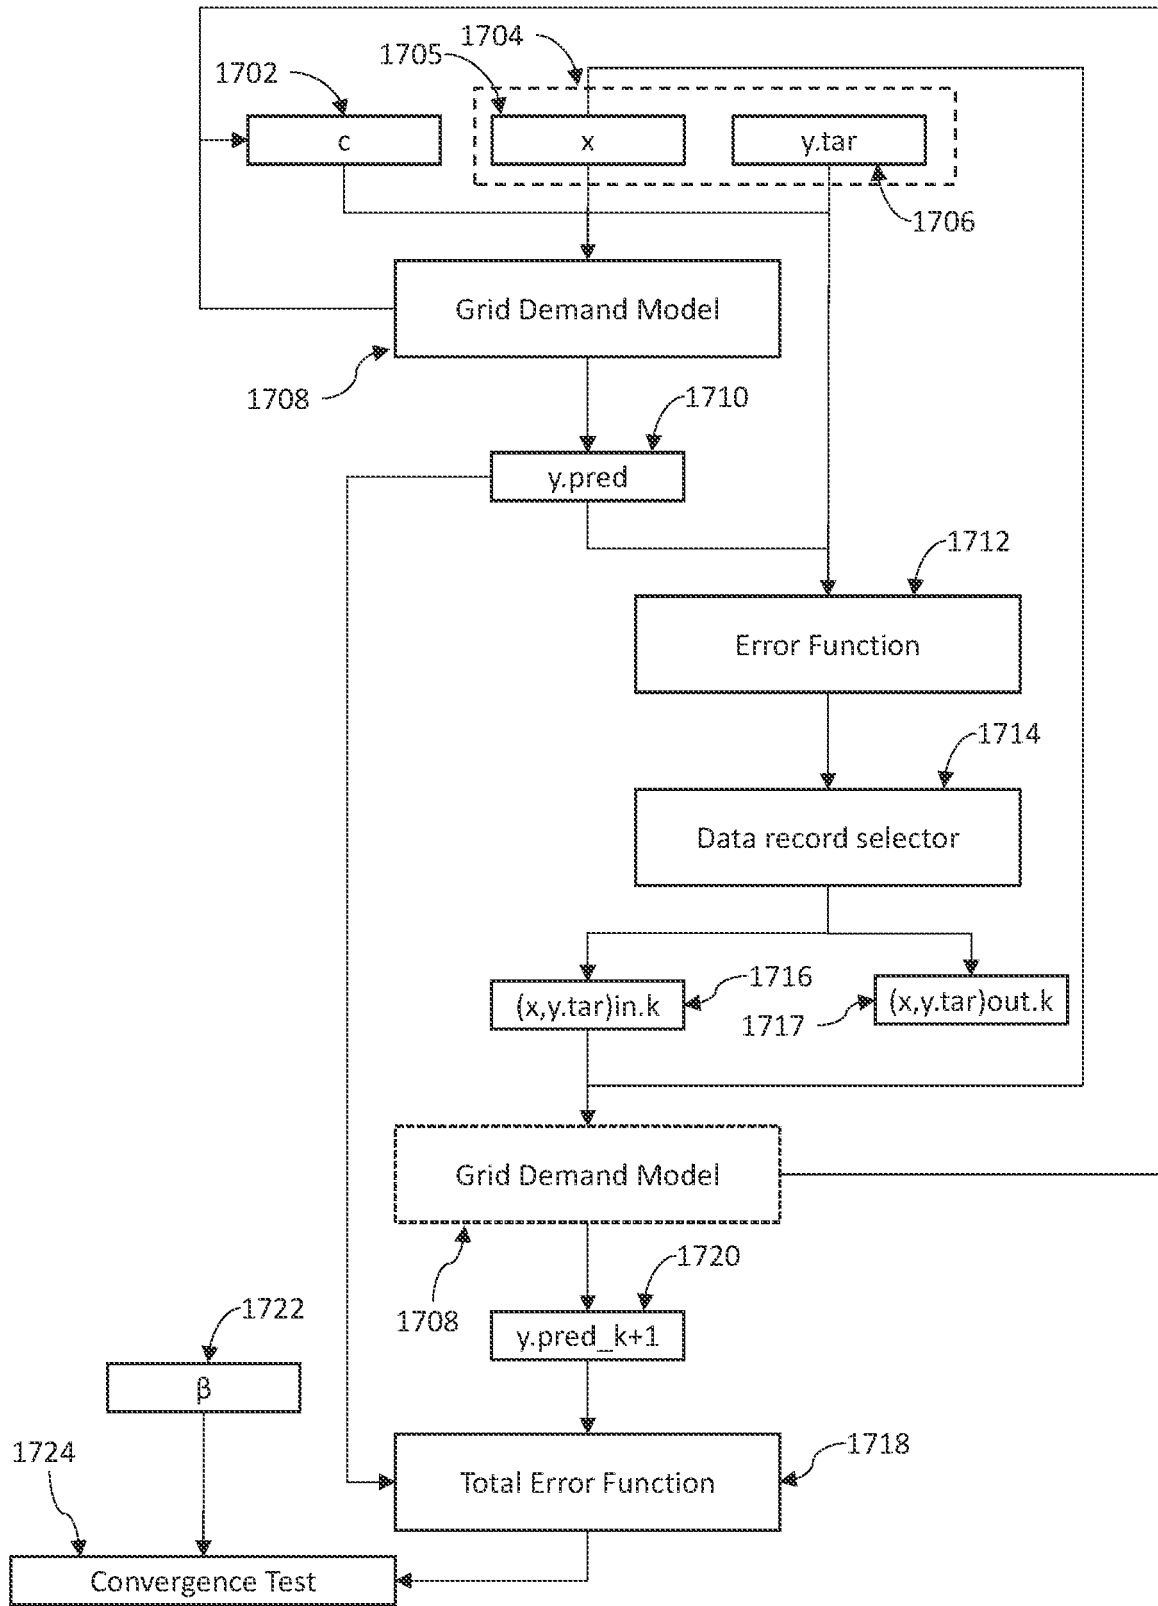 1704
1705
1702
c
x
y.tar
1706
Grid Demand Model
1708
1710
y.pred
1712
Error Function
1714
Data record selector
1716
(x,y.tar)in.k
(x,y.tar)out.k
1717
Grid Demand Model
1720
1708
1722
y.pred_k+1
β
1718
1724
Total Error Function
Convergence Test